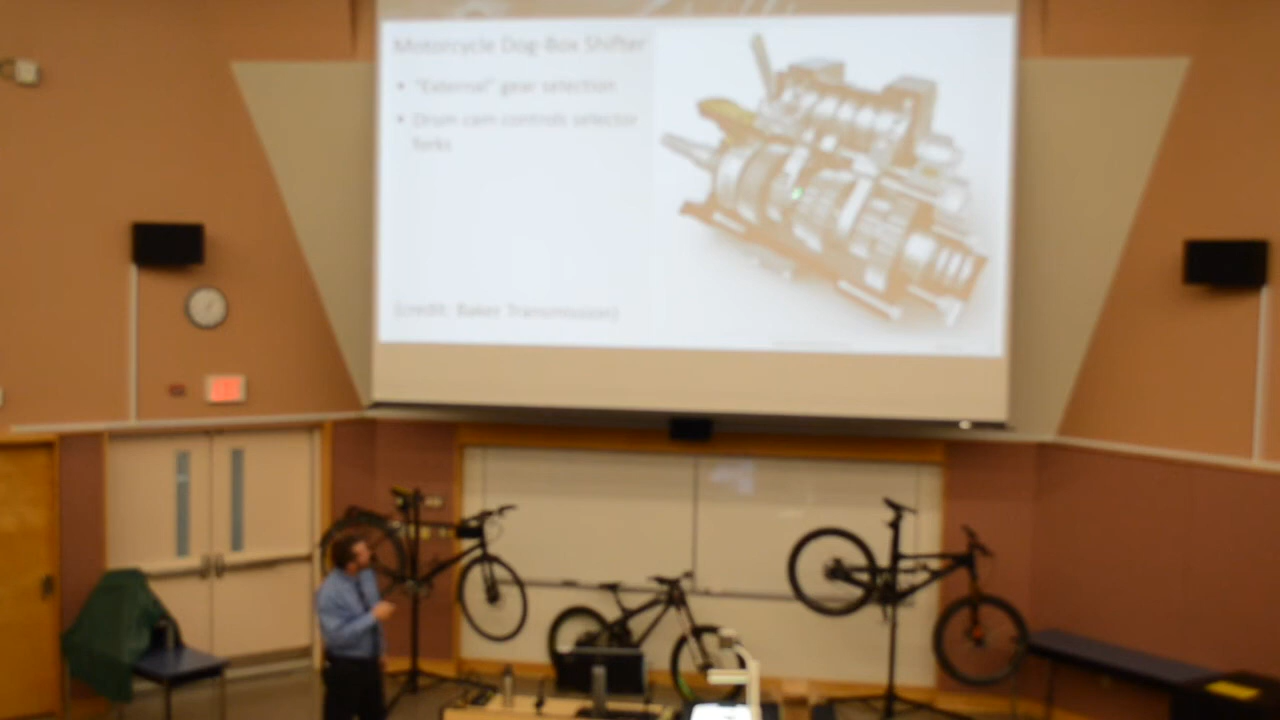 Motorcycle Dog-Box Shifter
• "External" gear selection
• Drum cam controls selector
forks
(credit: Baker Transmission)